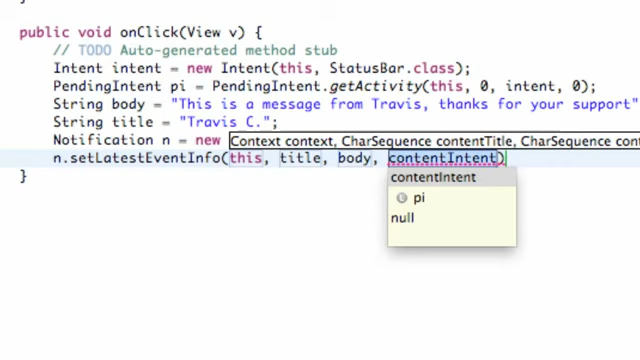 }
public void onClick(View v) {
// TODO Auto-generated method stub
Intent intent = new Intent(this, StatusBar.class);
PendingIntent pi = PendingIntent.getActivity(this, 0, intent, 0);
String body = "This is a message from Travis, thanks for your support"
String title = "Travis C.";
Notification n = new
Context context, CharSequence contentTitle, CharSequence cont
n.setLatestEventInfo(this, title, body, contentIntent)
contentIntent
pi
null
}